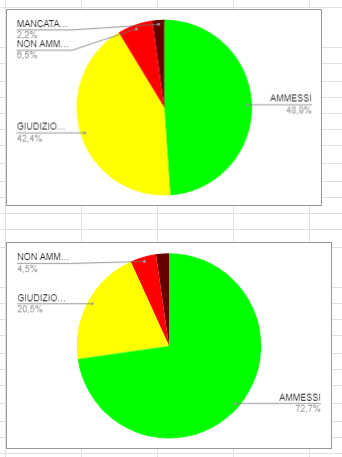 MANCATA...
2,2%
NON AMM...
6,5%
AMMESSI
48,9%
GIUDIZIO...
42,4%
NON AMM...
4,5%
GIUDIZIO...
20,5%
AMMESSI
72,7%